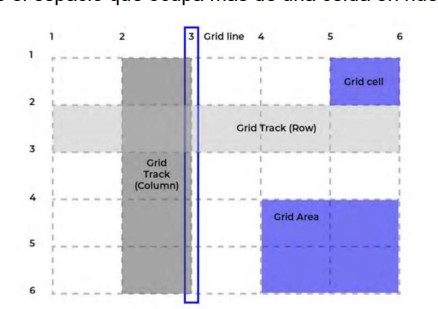 el espacio que ocupa más de una celda en
1 2 3 Grid line 4 5 6
1
Grid cell
2
Grid Track (Row)
3
Grid
Track
(Column)
4
Grid Area
5
6